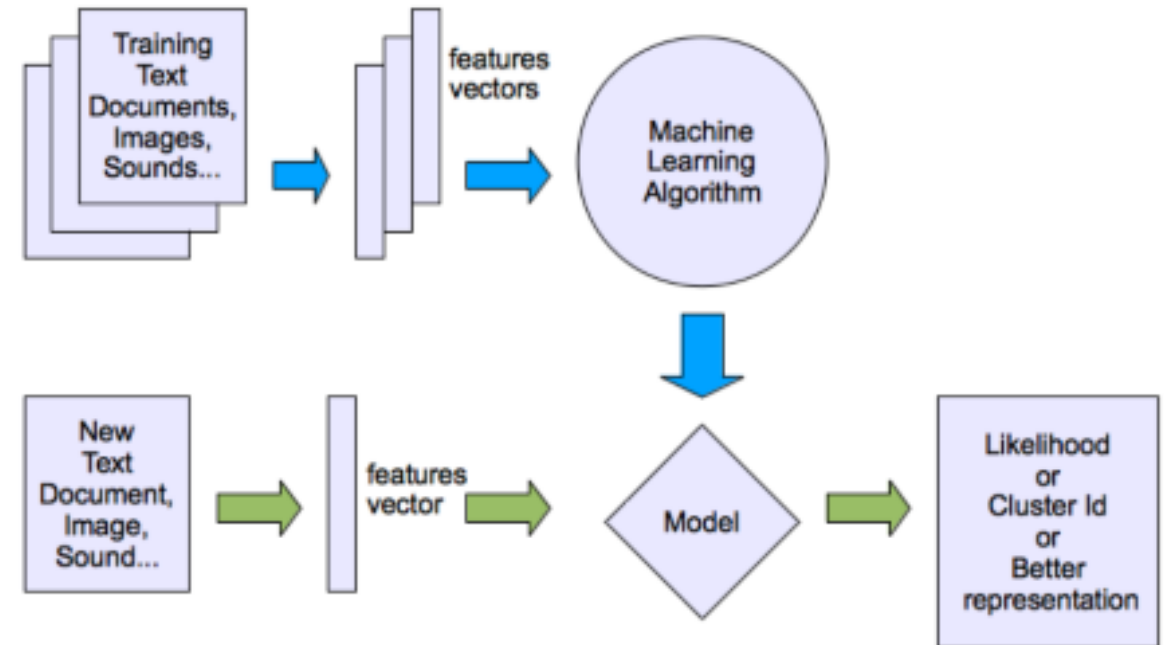 Training
Text
Documents,
Images,
Sounds...
features
vectors
Machine
Learning
Algorithm
New
Text
Document,
Image,
Sound...
features
vector
Model
Likelihood
or
Cluster Id
or
Better
representation